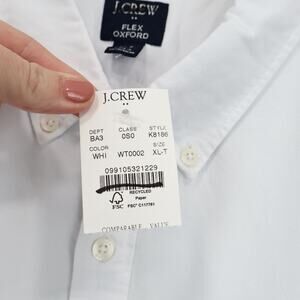 J.CREW
FLEX
OXFORD
J.CREW
DEPT CLASS STYLE
BA3 0S0 K8186
COLOR SIZE
WHI WT0002 XL-T
099105321229
RECYCLED
Paper
FSC FSC® C117781
COMPARABLE VALUE